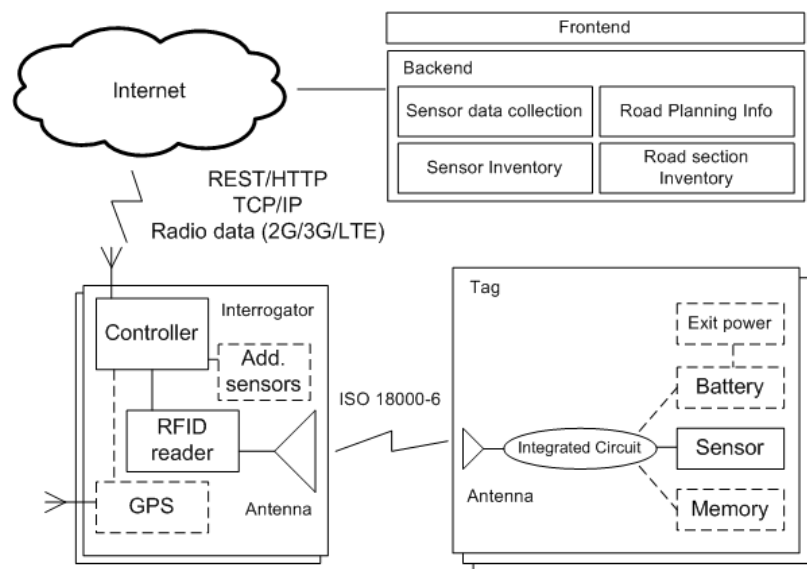 Frontend
Backend
Internet
Sensor data collection
Road Planning Info
Sensor Inventory
Road section
Inventory
REST/HTTP
TCP/IP
Radio data (2G/3G/LTE)
Interrogator
Controller
Add.
sensors
RFID
reader
GPS
Antenna
ISO 18000-6
Tag
Exit power
Battery
Integrated Circuit
Sensor
Antenna
Memory